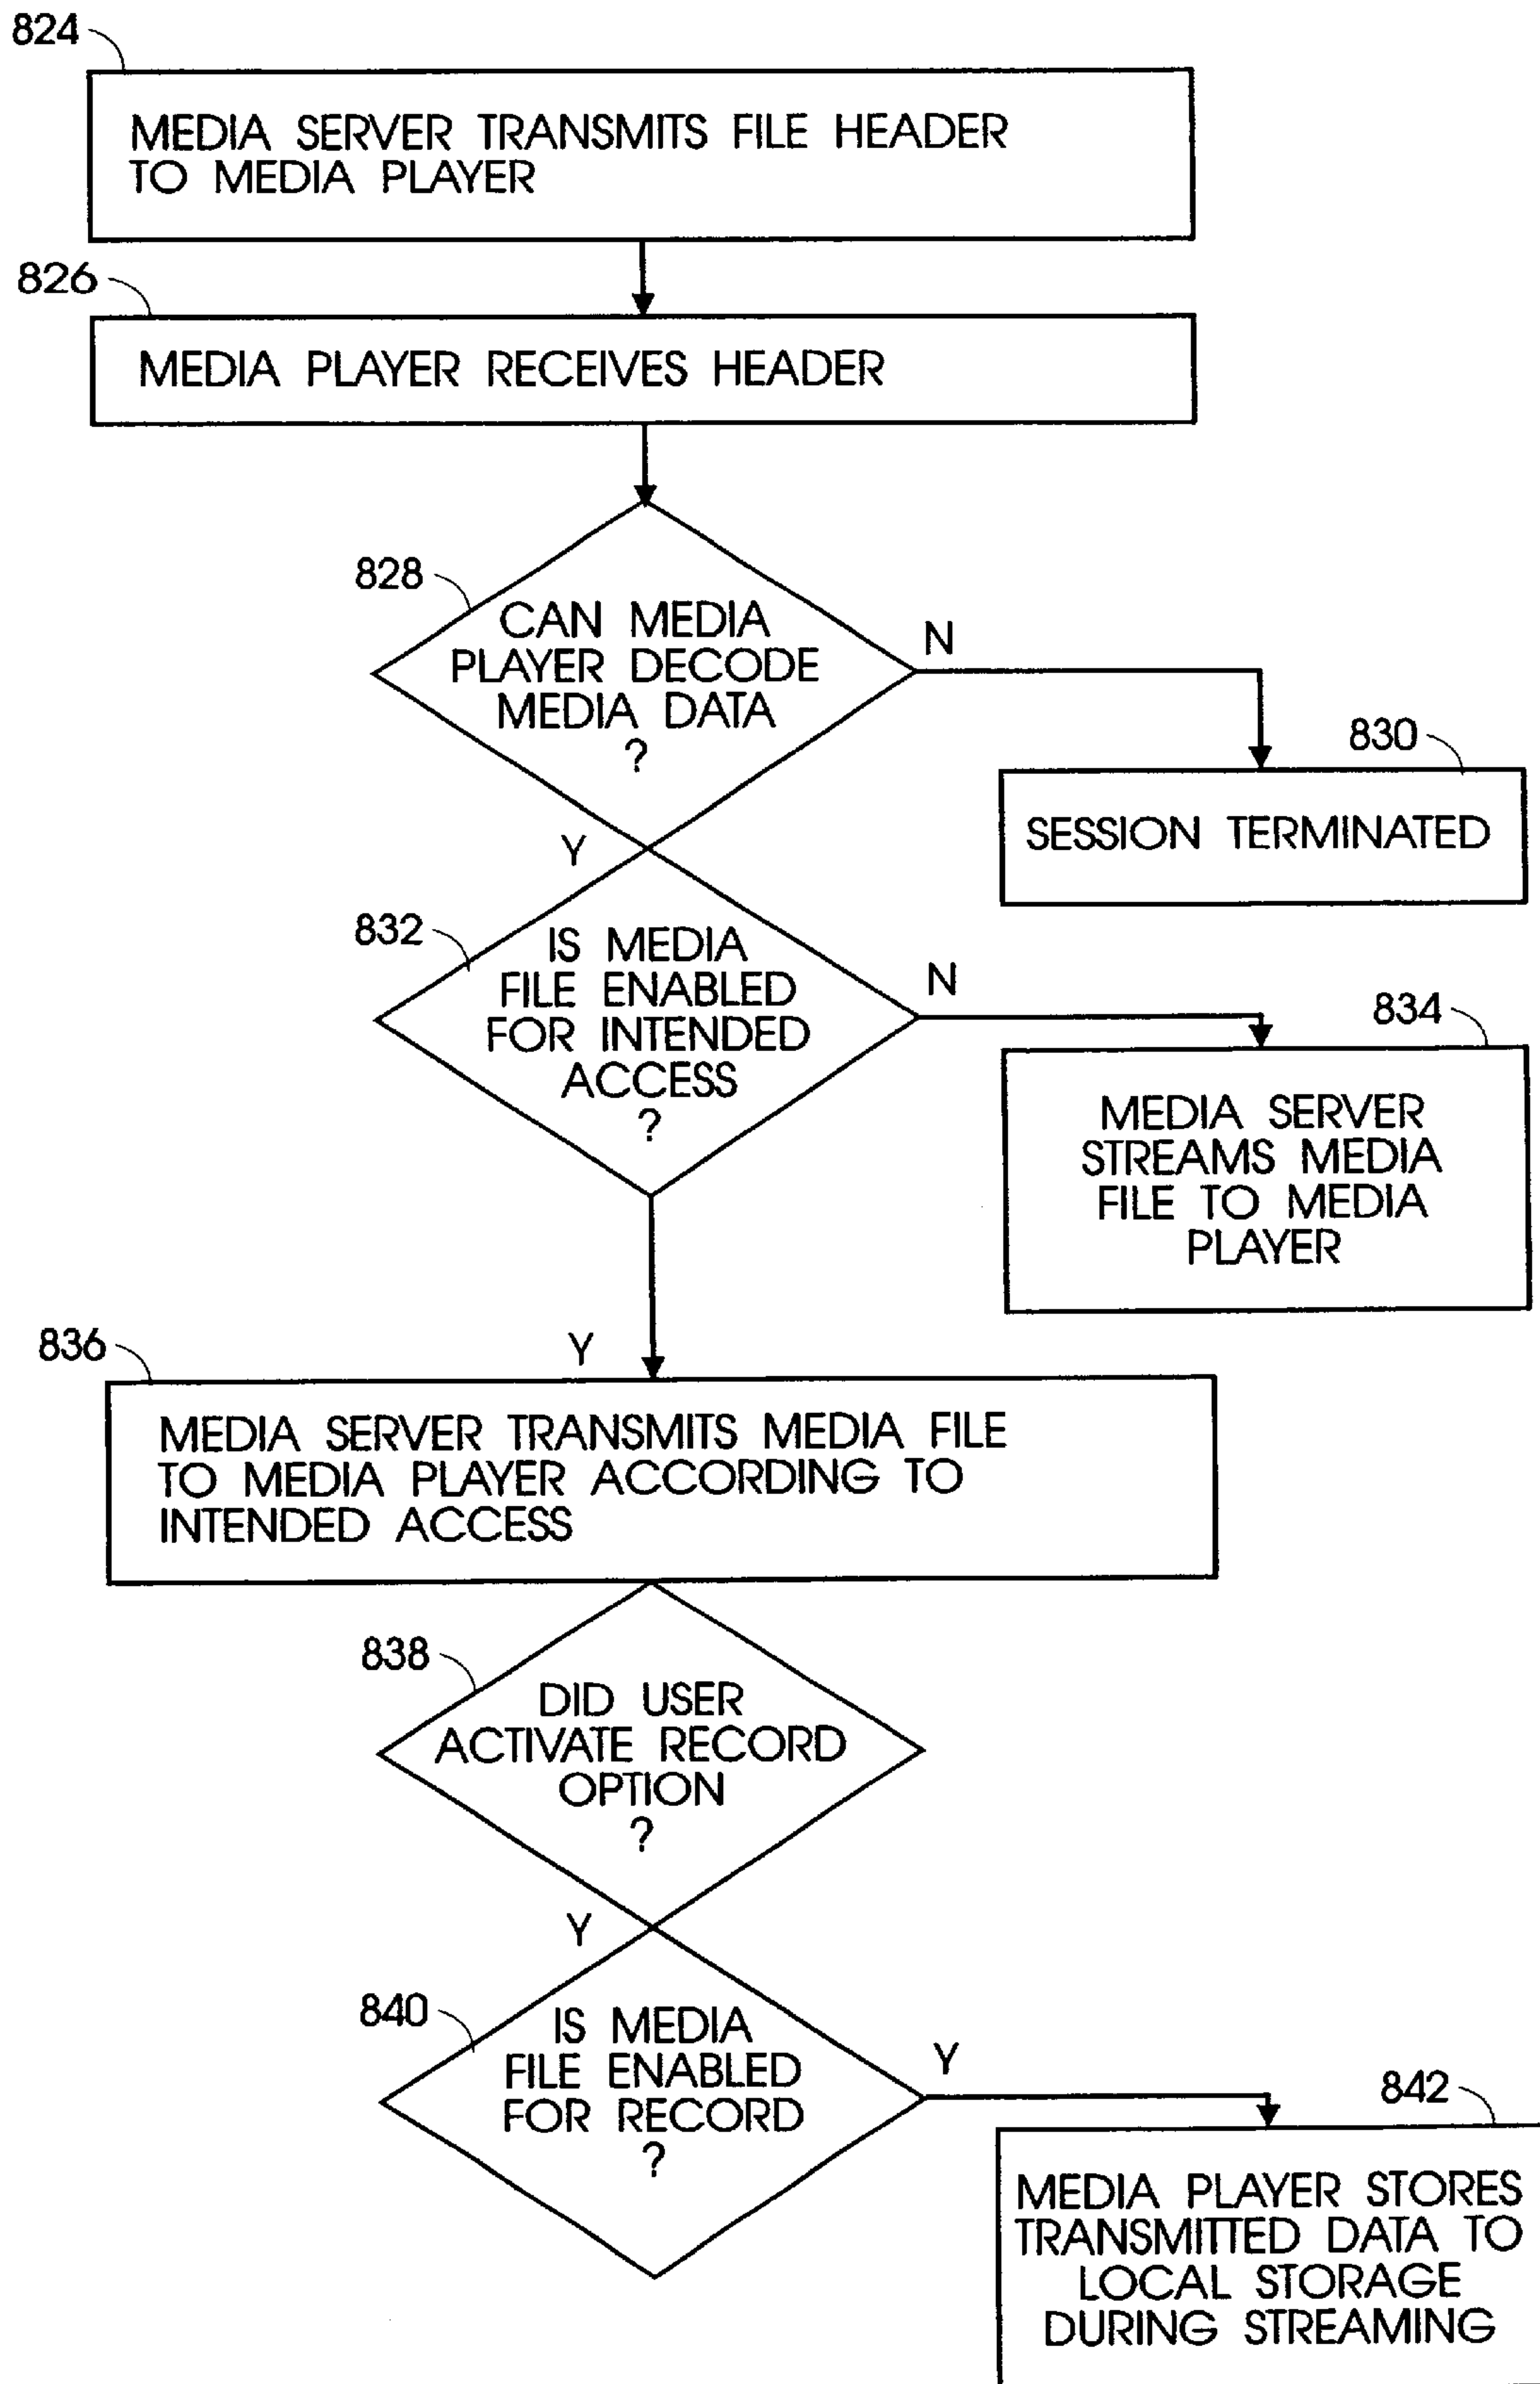 824
MEDIA SERVER TRANSMITS FILE HEADER
TO MEDIA PLAYER
826
MEDIA PLAYER RECEIVES HEADER
828
CAN MEDIA
PLAYER DECODE
MEDIA DATA
?
N
830
SESSION TERMINATED
Y
832
IS MEDIA
FILE ENABLED
FOR INTENDED
ACCESS
?
N
834
MEDIA SERVER
STREAMS MEDIA
FILE TO MEDIA
PLAYER
Y
836
MEDIA SERVER TRANSMITS MEDIA FILE
TO MEDIA PLAYER ACCORDING TO
INTENDED ACCESS
838
DID USER
ACTIVATE RECORD
OPTION
?
Y
840
IS MEDIA
FILE ENABLED
FOR RECORD
?
Y
842
MEDIA PLAYER STORES
TRANSMITTED DATA TO
LOCAL STORAGE
DURING STREAMING